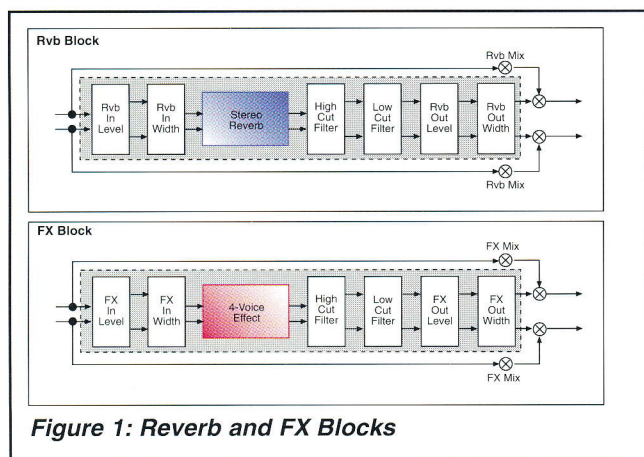 Rvb Block
Rvb Mix
Rvb
In
Level
Rvb
In
Width
Stereo
Reverb
High
Cut
Filter
Low
Cut
Filter
Rvb
Out
Level
Rvb
Out
Width
Rvb Mix
FX Block
FX Mix
FX
In
Level
FX
In
Width
4-Voice
Effect
High
Cut
Filter
Low
Cut
Filter
FX
Out
Level
FX
Out
Width
FX Mix
Figure 1: Reverb and FX Blocks